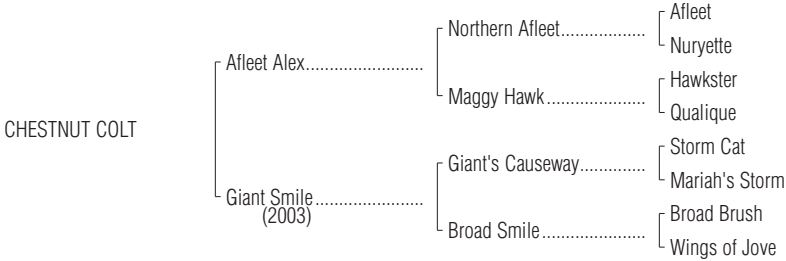 CHESTNUT COLT
Afleet Alex........................
Giant Smile......................
(2003)
Northern Afleet..................
Maggy Hawk.....................
Giant's Causeway..............
Broad Smile......................
Afleet
Nuryette
Hawkster
Qualique
Storm Cat
Mariah's Storm
Broad Brush
Wings of Jove